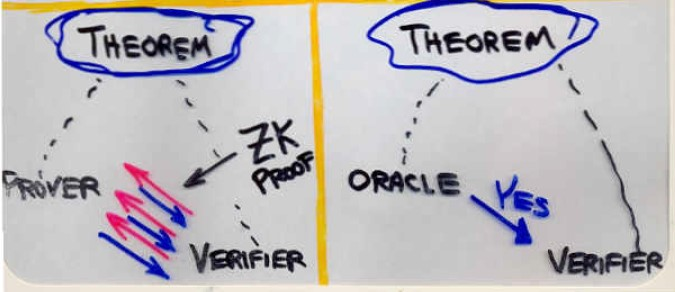 THEOREM
ZK
PROOF
PROVER
VERIFIER
THEOREM
ORACLE
YES
VERIFIER